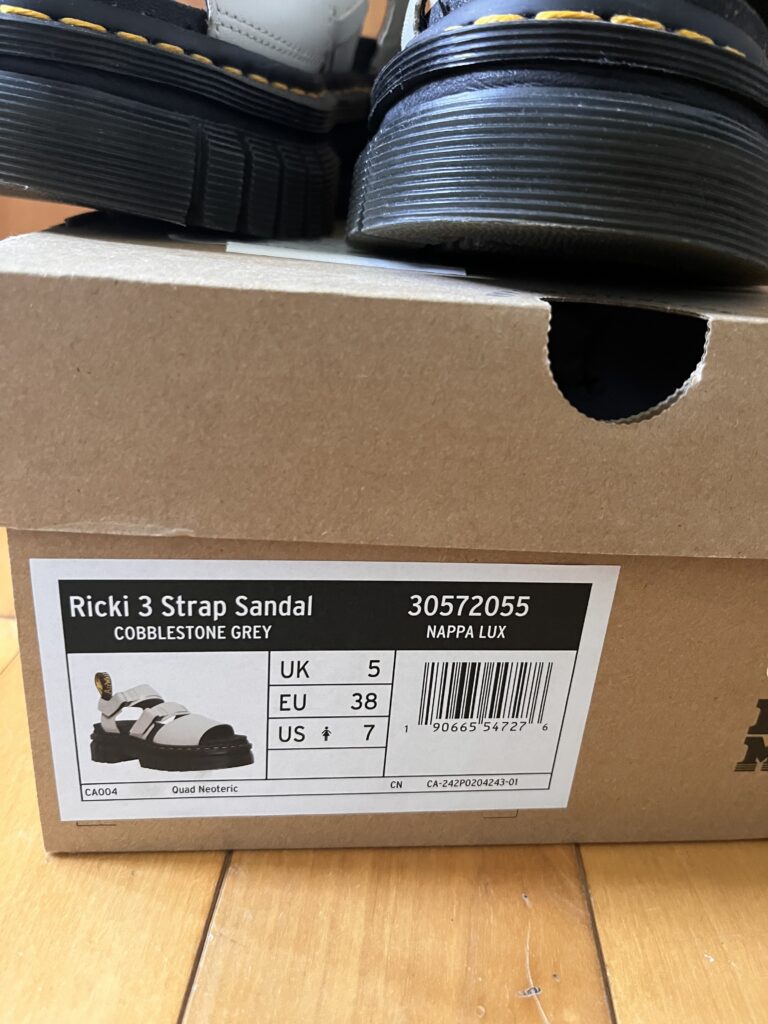 Ricki 3 Strap Sandal
COBBLESTONE GREY
30572055
NAPPA LUX
UK 5
EU 38
US 7
1 90665 54727 6
CA004
Quad Neoteric
CN
CA-242P0204243-01